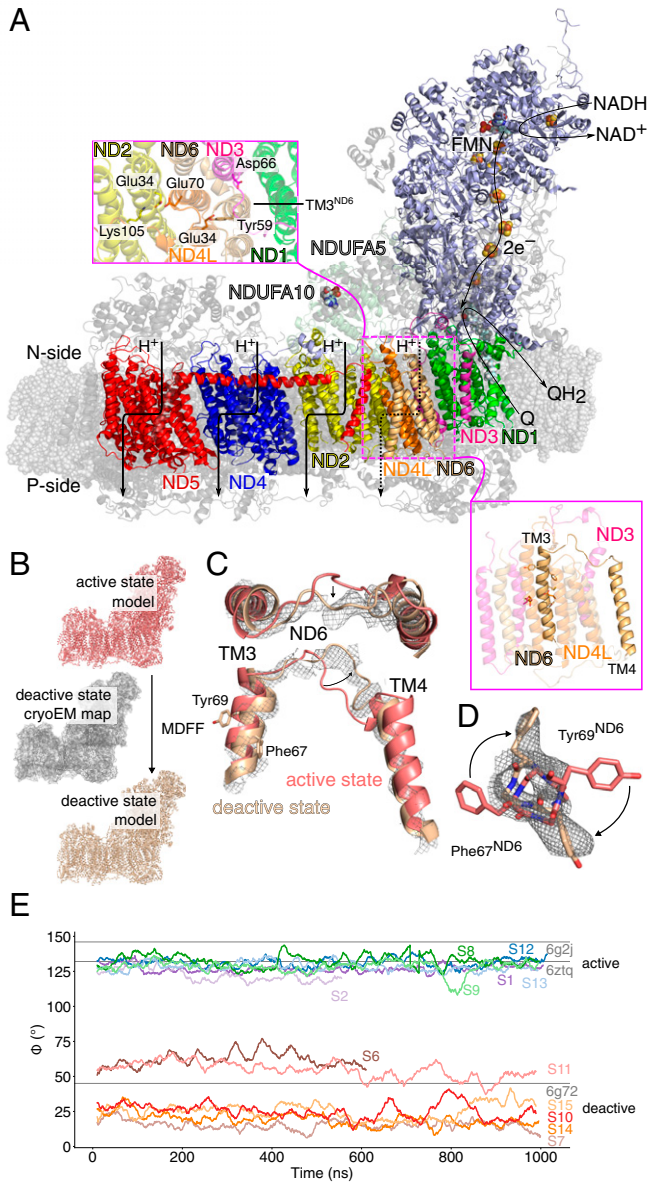 A
NADH
NAD+
FMN
2e−
ND2
ND6
ND3
Asp66
Glu34
Glu70
TM3ND6
Lys105
Glu34
Tyr59
ND4L
ND1
NDUFA5
NDUFA10
H+
H+
H+
H+
N-side
QH2
Q
ND3
ND1
ND2
P-side
ND5
ND4
ND4L
ND6
B
active state
model
deactive state
cryoEM map
MDFF
deactive state
model
C
ND6
TM3
TM4
Tyr69
Phe67
active state
deactive state
TM3
ND3
ND6
ND4L
TM4
D
Tyr69ND6
Phe67ND6
E
150
125
100
75
50
25
0
Φ (°)
S8
S12
6g2j
active
6ztq
S2
S9
S1
S13
S6
S11
6g72
S15
deactive
S10
S14
S7
0
200
400
600
800
1000
Time (ns)